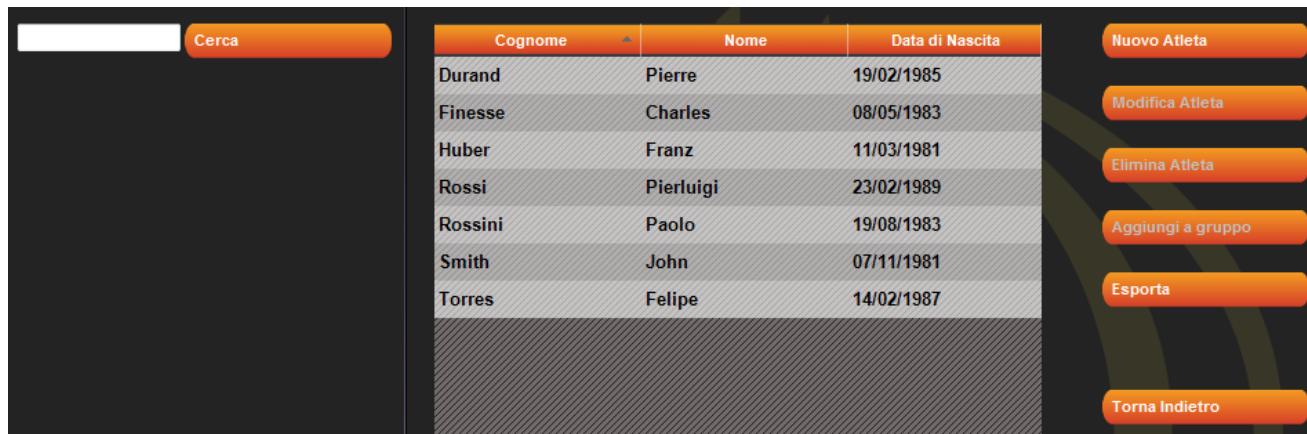 Cerca
Cognome Nome Data di Nascita
Durand Pierre 19/02/1985
Finesse Charles 08/05/1983
Huber Franz 11/03/1981
Rossi Pierluigi 23/02/1989
Rossini Paolo 19/08/1983
Smith John 07/11/1981
Torres Felipe 14/02/1987
Nuovo Atleta
Modifica Atleta
Elimina Atleta
Aggiungi a gruppo
Esporta
Torna Indietro